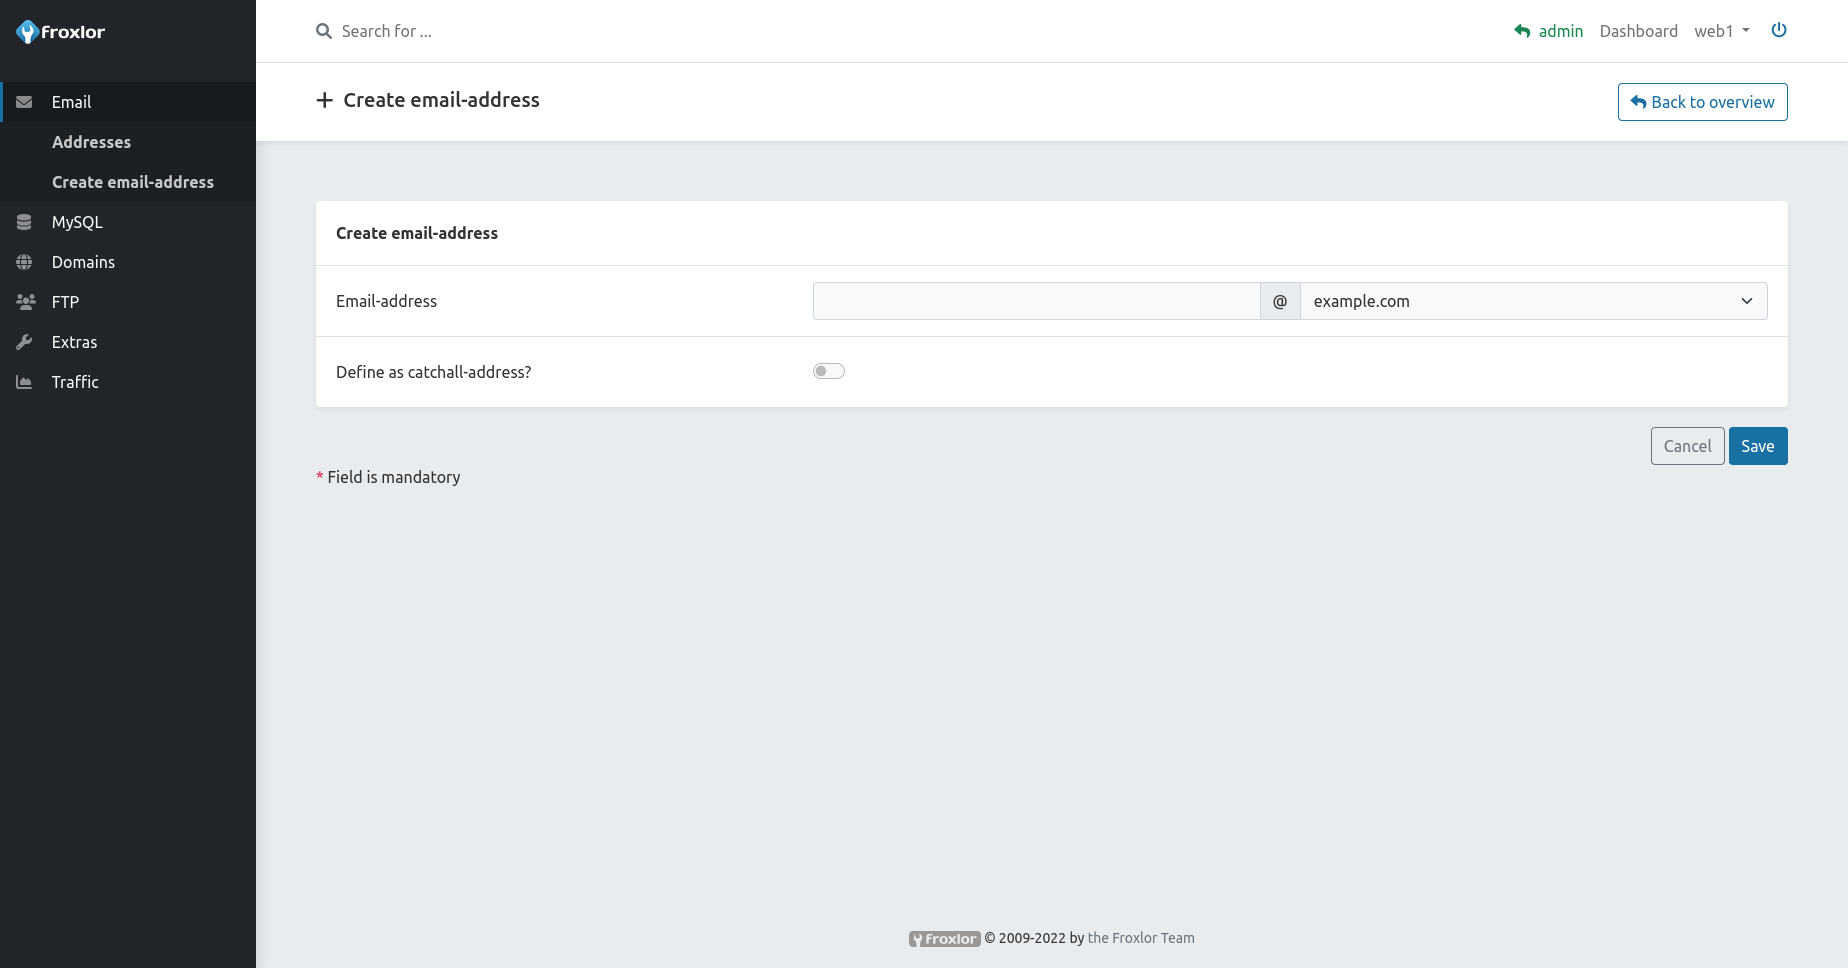 froxlor
Search for ...
admin
Dashboard
web1
Email
Addresses
Create email-address
MySQL
Domains
FTP
Extras
Traffic
Create email-address
Back to overview
Create email-address
Email-address
@
example.com
Define as catchall-address?
Cancel
Save
* Field is mandatory
froxlor © 2009-2022 by the Froxlor Team